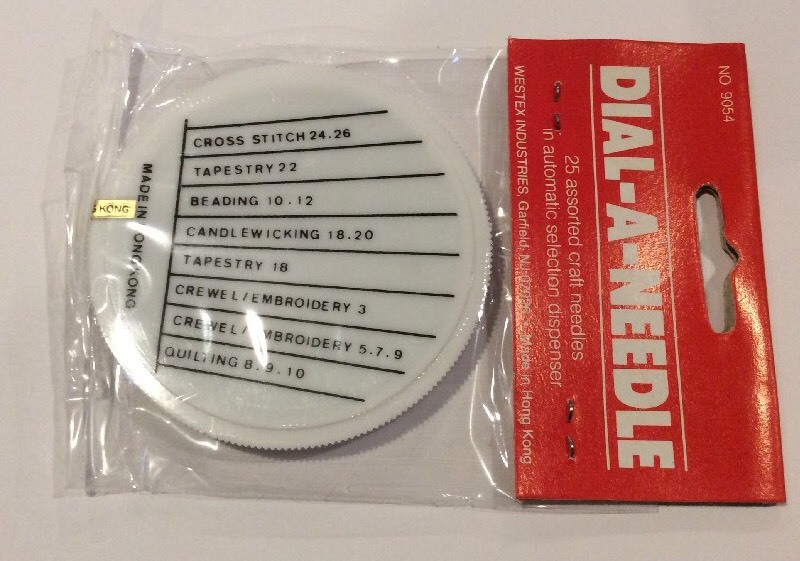 CROSS STITCH 24.26
TAPESTRY 22
BEADING 10.12
CANDLEWICKING 18.20
TAPESTRY 18
CREWEL/EMBROIDERY 3
CREWEL/EMBROIDERY 5.7.9
QUILTING 8.9.10
MADE IN HONG KONG
KONG
NO. 9054
DIAL-A-NEEDLE
25 assorted craft needles
in automatic selection dispenser
WESTEX INDUSTRIES, Garfield, NJ Made in Hong Kong